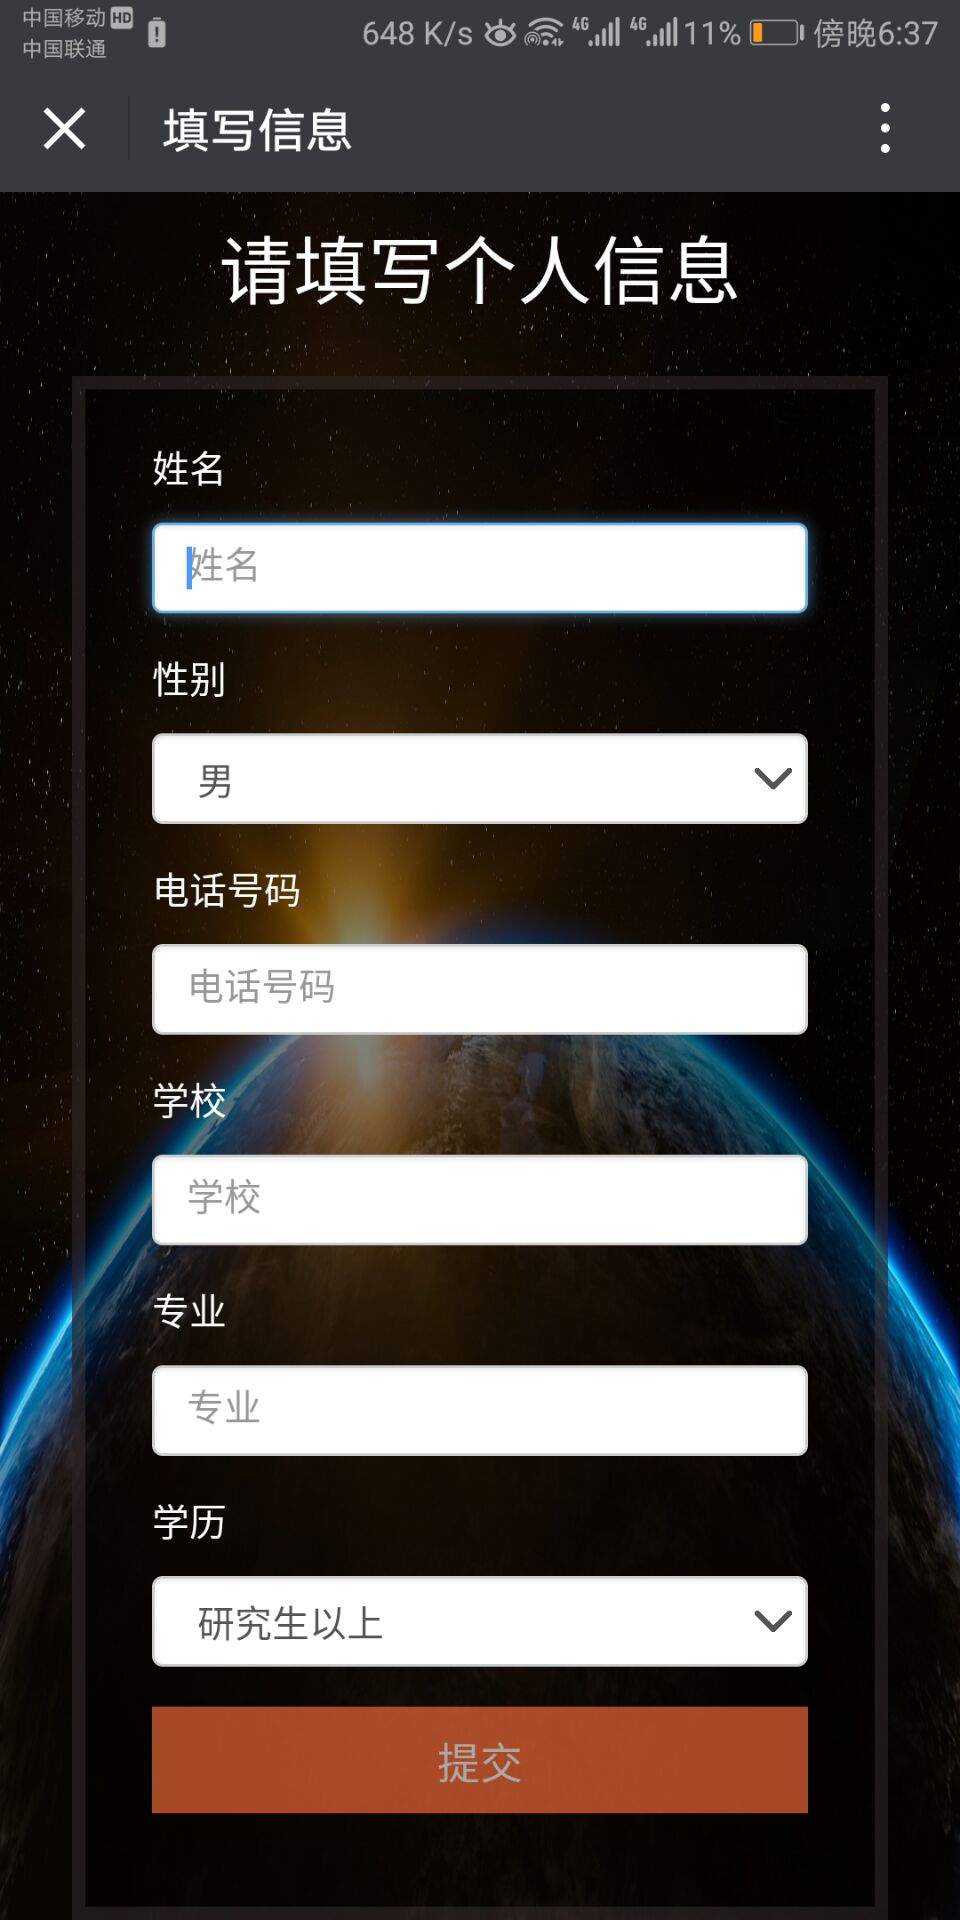 中国移动 HD
中国联通
648 K/s 4G 4G 11% 傍晚6:37
填写信息
请填写个人信息
姓名
姓名
性别
男
电话号码
电话号码
学校
学校
专业
专业
学历
研究生以上
提交